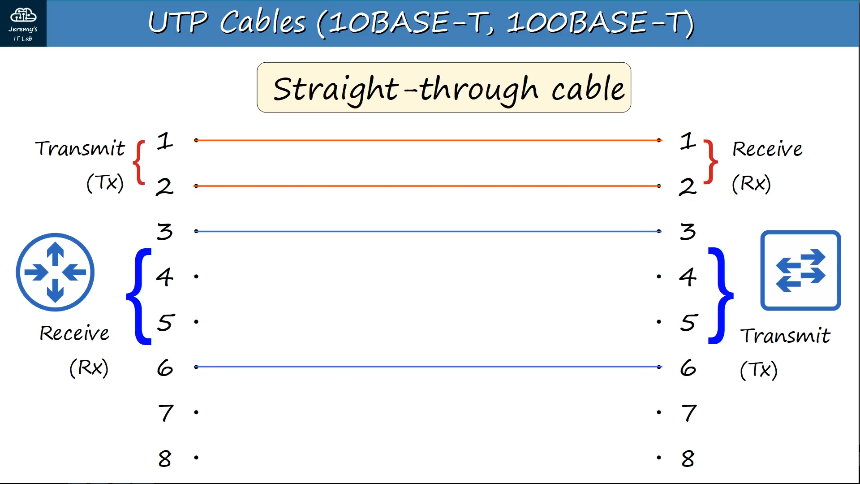 Jeremy's
IT Lab
UTP Cables (10BASE-T, 100BASE-T)
Straight-through cable
Transmit
(Tx)
1
2
3
4
5
6
7
8
Receive
(Rx)
1
2
3
4
5
6
7
8
Receive
(Rx)
Transmit
(Tx)